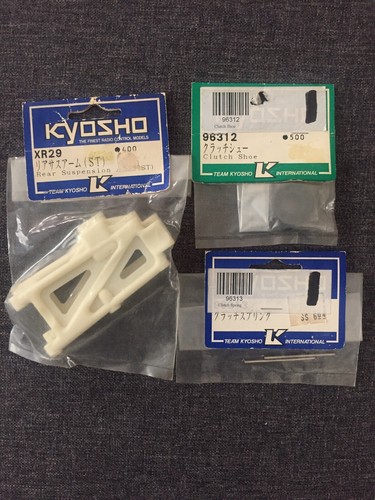 KYOSHO
THE FINEST RADIO CONTROL MODELS
XR29
●400
リアサスアーム(ST)
Rear Suspension
ST)
TEAM KYOSHO K INTERNATIONAL
96312
Clutch Shoe
96312
●500
クラッチシュー
Clutch Shoe
TEAM KYOSHO K INTERNATIONAL
96313
Clutch Spring
クラッチスプリング
TEAM KYOSHO K INTERNATIONAL